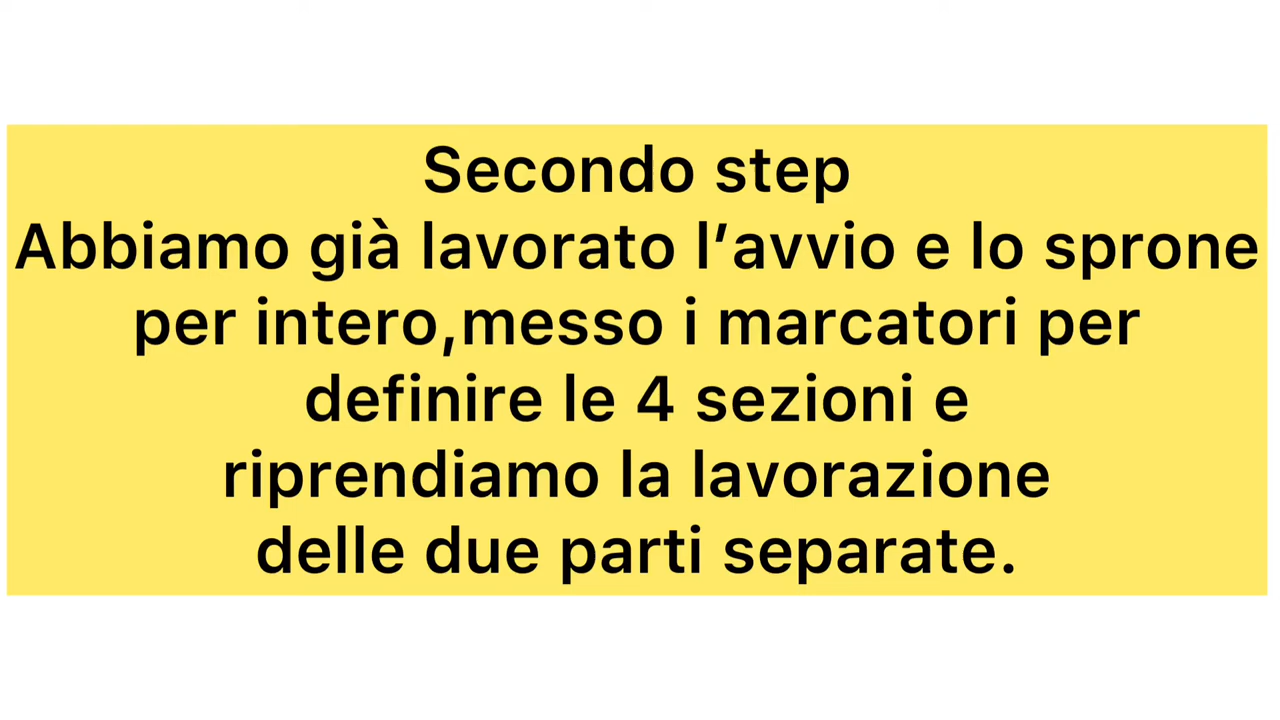 Secondo step
Abbiamo già lavorato l’avvio e lo sprone
per intero,messo i marcatori per
definire le 4 sezioni e
riprendiamo la lavorazione
delle due parti separate.